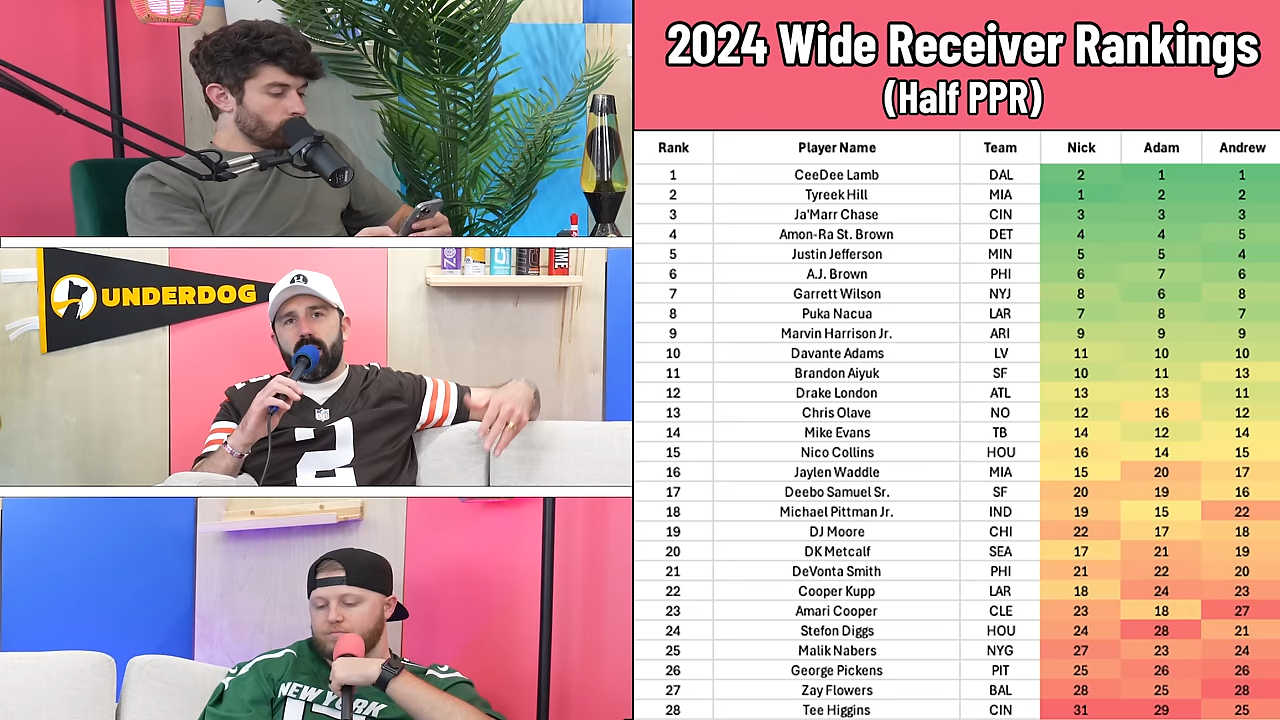 2024 Wide Receiver Rankings
(Half PPR)
Rank Player Name Team Nick Adam Andrew
1 CeeDee Lamb DAL 2 1 1
2 Tyreek Hill MIA 1 2 2
3 Ja'Marr Chase CIN 3 3 3
4 Amon-Ra St. Brown DET 4 4 5
5 Justin Jefferson MIN 5 5 4
6 A.J. Brown PHI 6 7 6
7 Garrett Wilson NYJ 8 6 8
8 Puka Nacua LAR 7 8 7
9 Marvin Harrison Jr. ARI 9 9 9
10 Davante Adams LV 11 10 10
11 Brandon Aiyuk SF 10 11 13
12 Drake London ATL 13 13 11
13 Chris Olave NO 12 16 12
14 Mike Evans TB 14 12 14
15 Nico Collins HOU 16 14 15
16 Jaylen Waddle MIA 15 20 17
17 Deebo Samuel Sr. SF 20 19 16
18 Michael Pittman Jr. IND 19 15 22
19 DJ Moore CHI 22 17 18
20 DK Metcalf SEA 17 21 19
21 DeVonta Smith PHI 21 22 20
22 Cooper Kupp LAR 18 24 23
23 Amari Cooper CLE 23 18 27
24 Stefon Diggs HOU 24 28 21
25 Malik Nabers NYG 27 23 24
26 George Pickens PIT 25 26 26
27 Zay Flowers BAL 28 25 28
28 Tee Higgins CIN 31 29 25
UNDERDOG
2
NEW YORK